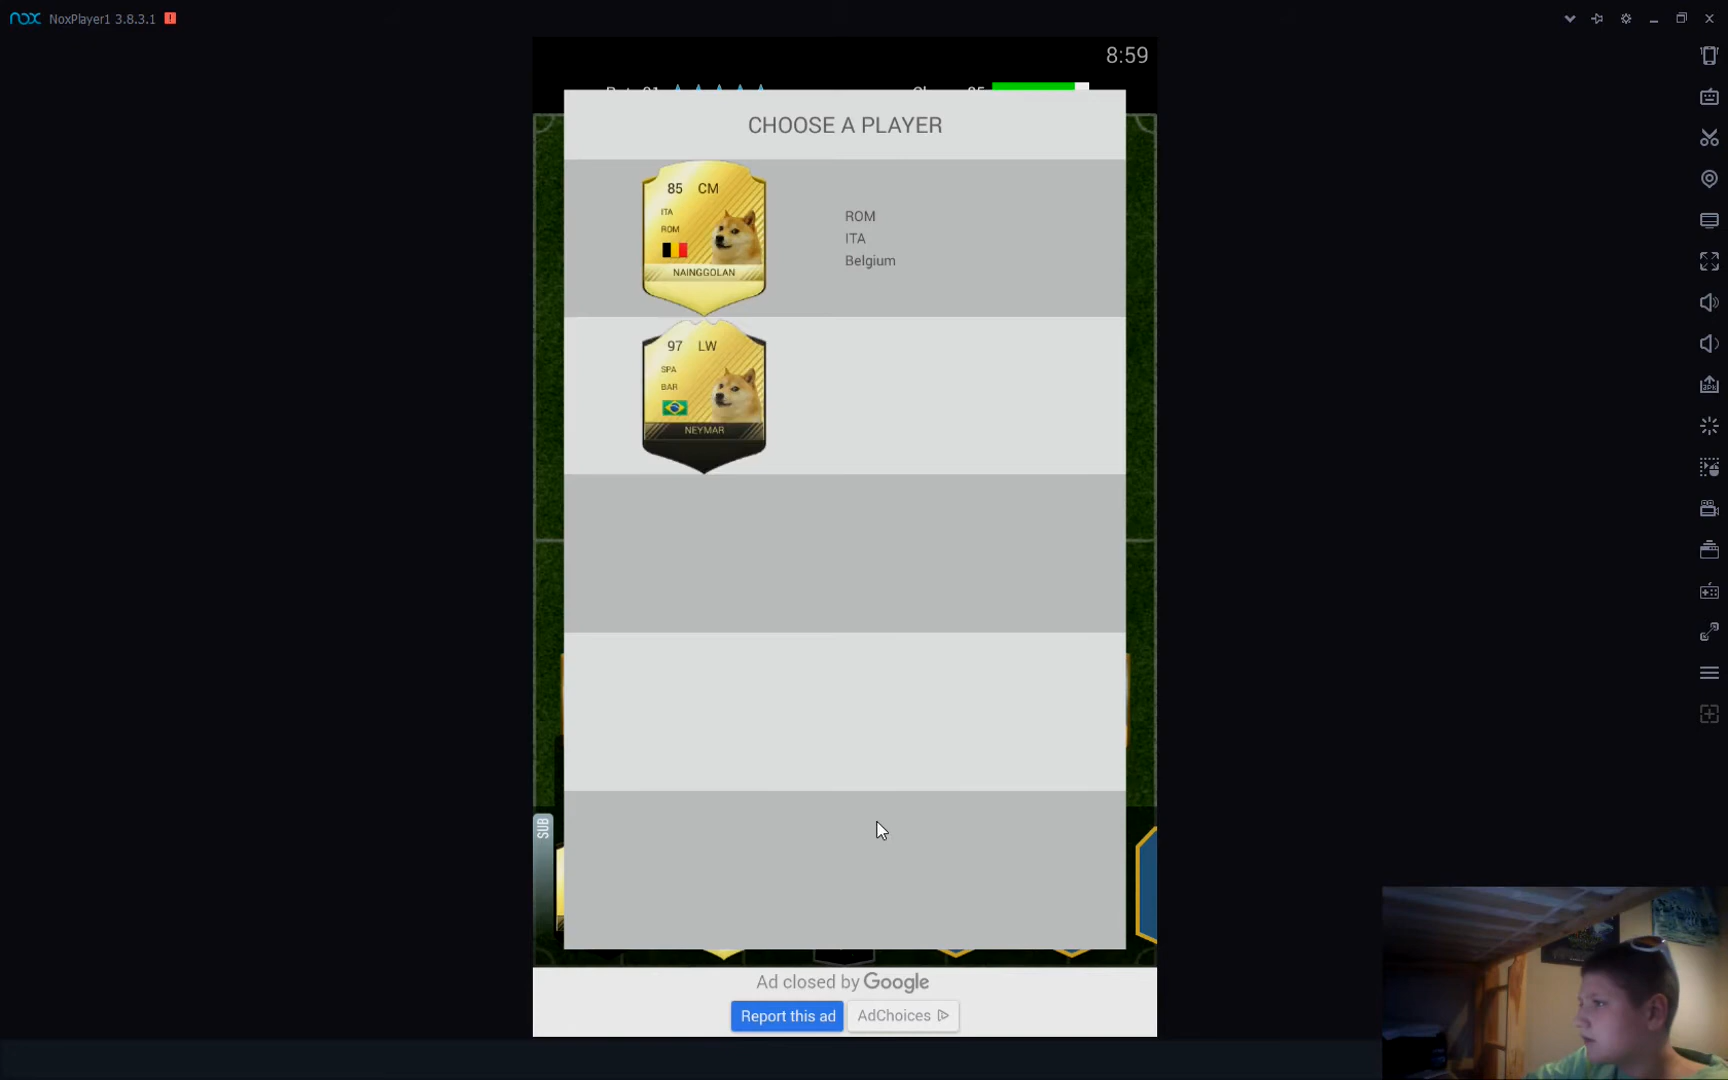 nox NoxPlayer1 3.8.3.1
8:59
CHOOSE A PLAYER
85 CM
ITA
ROM
NAINGGOLAN
ROM
ITA
Belgium
97 LW
SPA
BAR
NEYMAR
SUB
Ad closed by Google
Report this ad
AdChoices